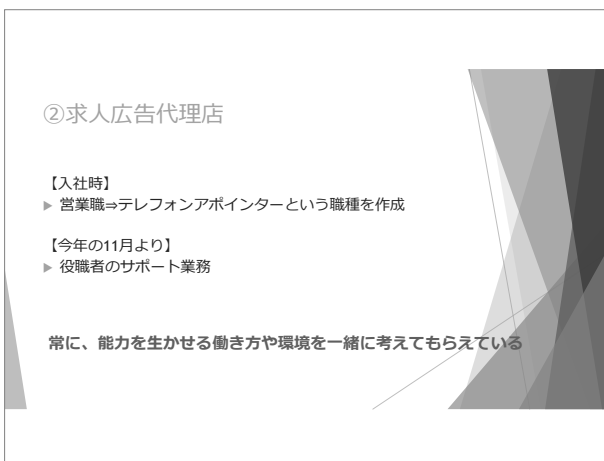 ②求人広告代理店
【入社時】
▶ 営業職⇒テレフォンアポインターという職種を作成
【今年の11月より】
▶ 役職者のサポート業務
常に、能力を生かせる働き方や環境を一緒に考えてもらえている